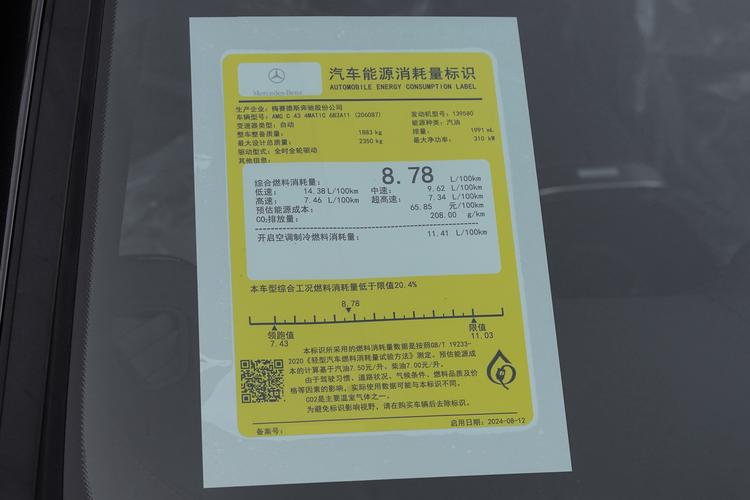 Mercedes-Benz
汽车能源消耗量标识
AUTOMOBILE ENERGY CONSUMPTION LABEL
生产企业: 梅赛德斯奔驰股份公司
车辆型号: AMG C 43 4MATIC 6B3A11 (206087) 发动机型号: 139580
变速器类型: 自动 能源种类: 汽油
整车整备质量: 1883 kg 排量: 1991 mL
最大设计总质量: 2350 kg 最大净功率: 310 kW
驱动型式: 全时全轮驱动
其他信息:
综合燃料消耗量: 8.78 L/100km
低速: 14.38 L/100km 中速: 9.62 L/100km
高速: 7.46 L/100km 超高速: 7.34 L/100km
预估能源成本: 65.85 元/100km
CO₂排放量: 208.00 g/km
开启空调制冷燃料消耗量: 11.41 L/100km
本车型综合工况燃料消耗量低于限值20.4%
8.78
领跑值 限值
7.43 11.03
本标识所采用的燃料消耗量数据是按照GB/T 19233-
2020《轻型汽车燃料消耗量试验方法》测定。预估能源成
本的计算基于汽油7.50元/升、柴油7.00元/升。
由于驾驶习惯、道路状况、气候条件、燃料品质及价
格等因素的影响，实际使用数据可能与本标识不同。
CO2是主要温室气体之一。
为避免标识影响视野，请在购买车辆后去除标识。
备案号: 启用日期: 2024-08-12